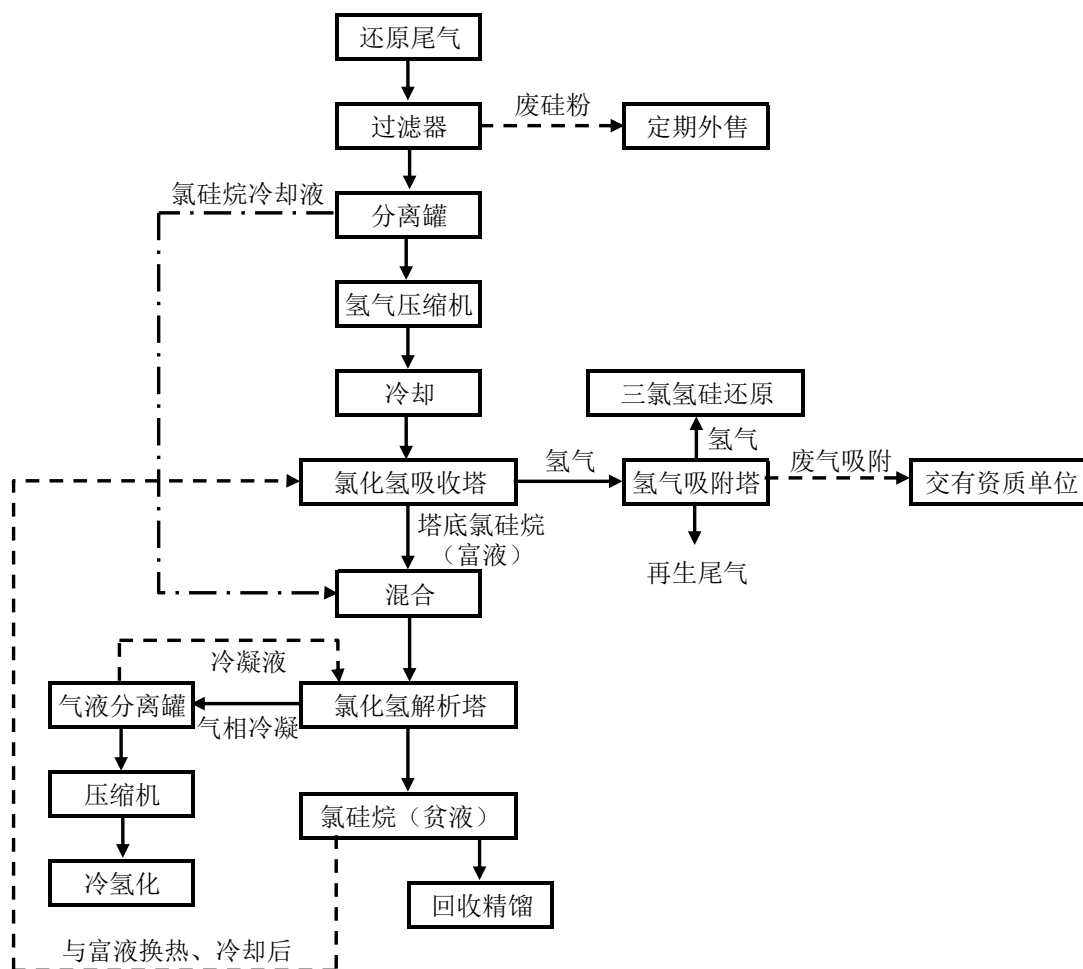 还原尾气
废硅粉
过滤器
定期外售
氯硅烷冷却液
分离罐
氢气压缩机
冷却
三氯氢硅还原
氢气
氢气
废气吸附
氯化氢吸收塔
氢气吸附塔
交有资质单位
塔底氯硅烷
（富液）
再生尾气
混合
冷凝液
气液分离罐
氯化氢解析塔
气相冷凝
压缩机
氯硅烷（贫液）
冷氢化
回收精馏
与富液换热、冷却后